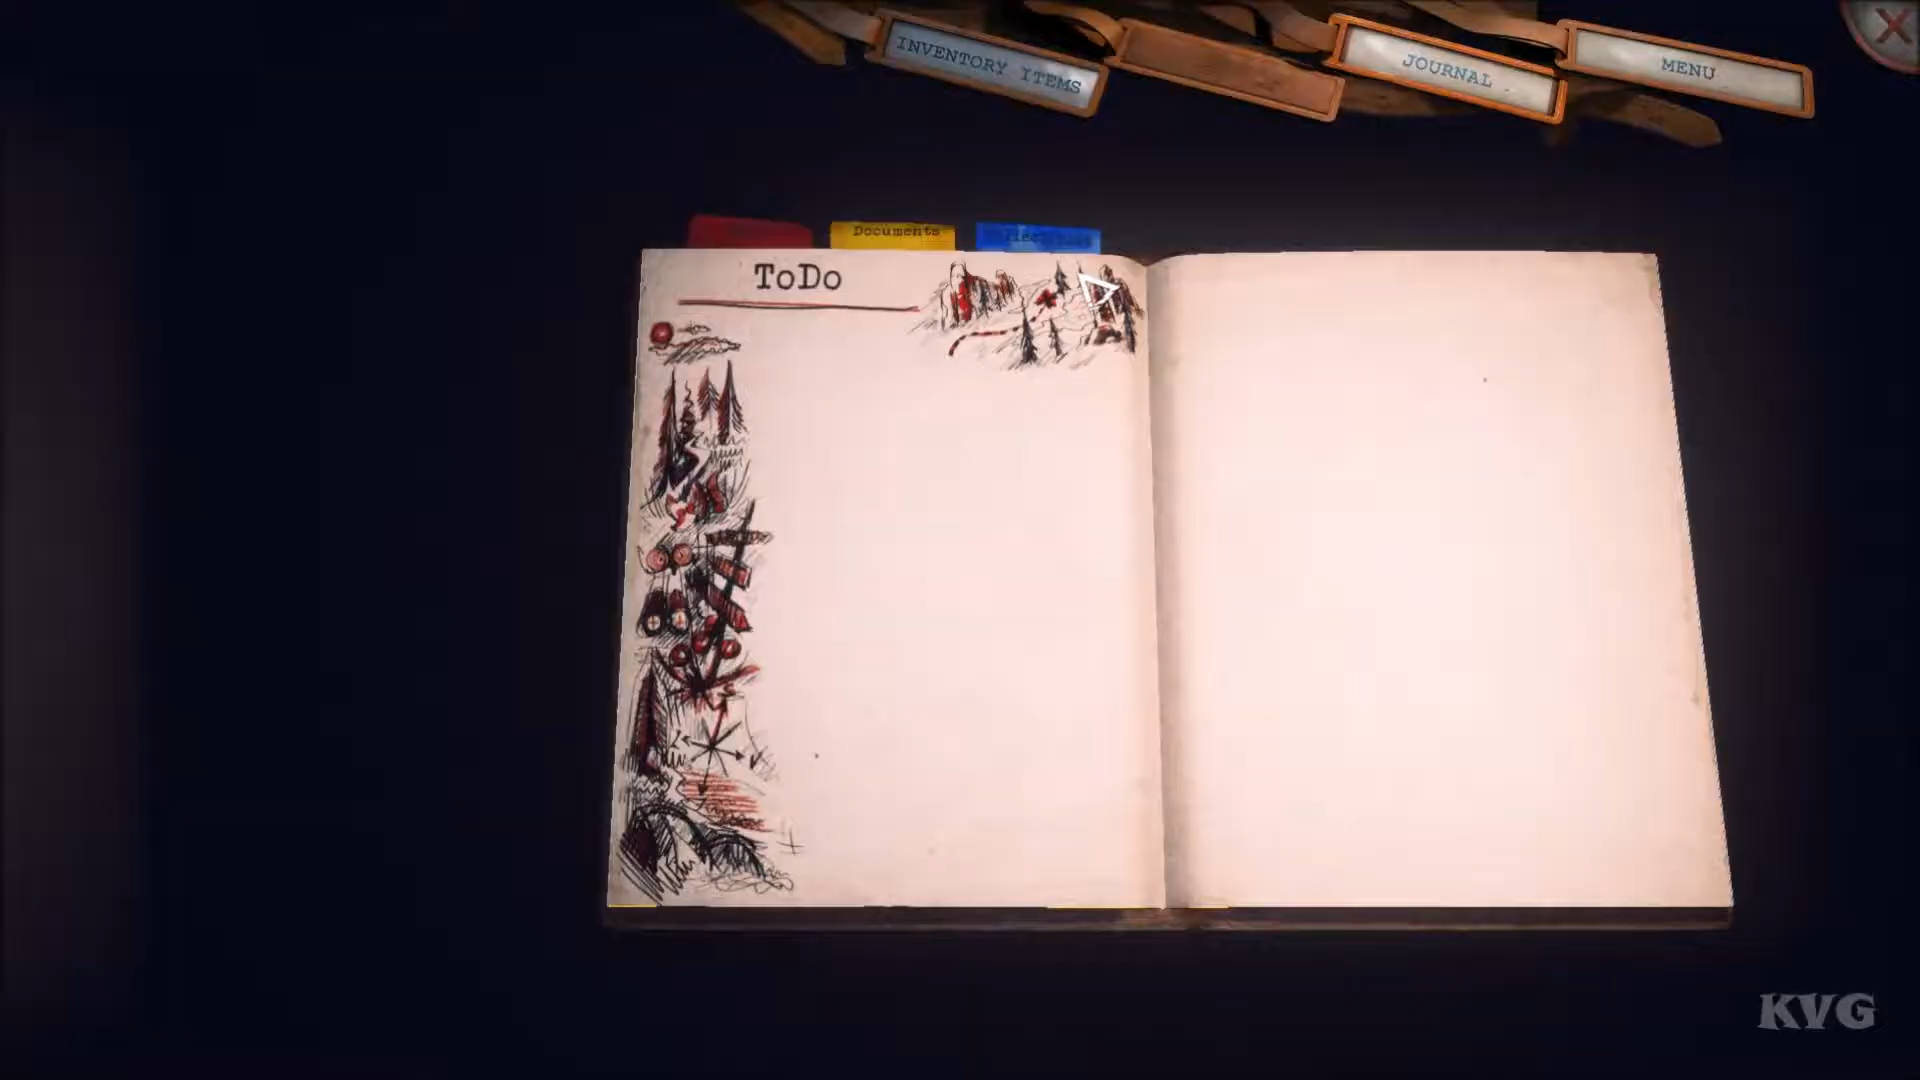 INVENTORY ITEMS
JOURNAL
MENU
Documents
ToDo
KVG